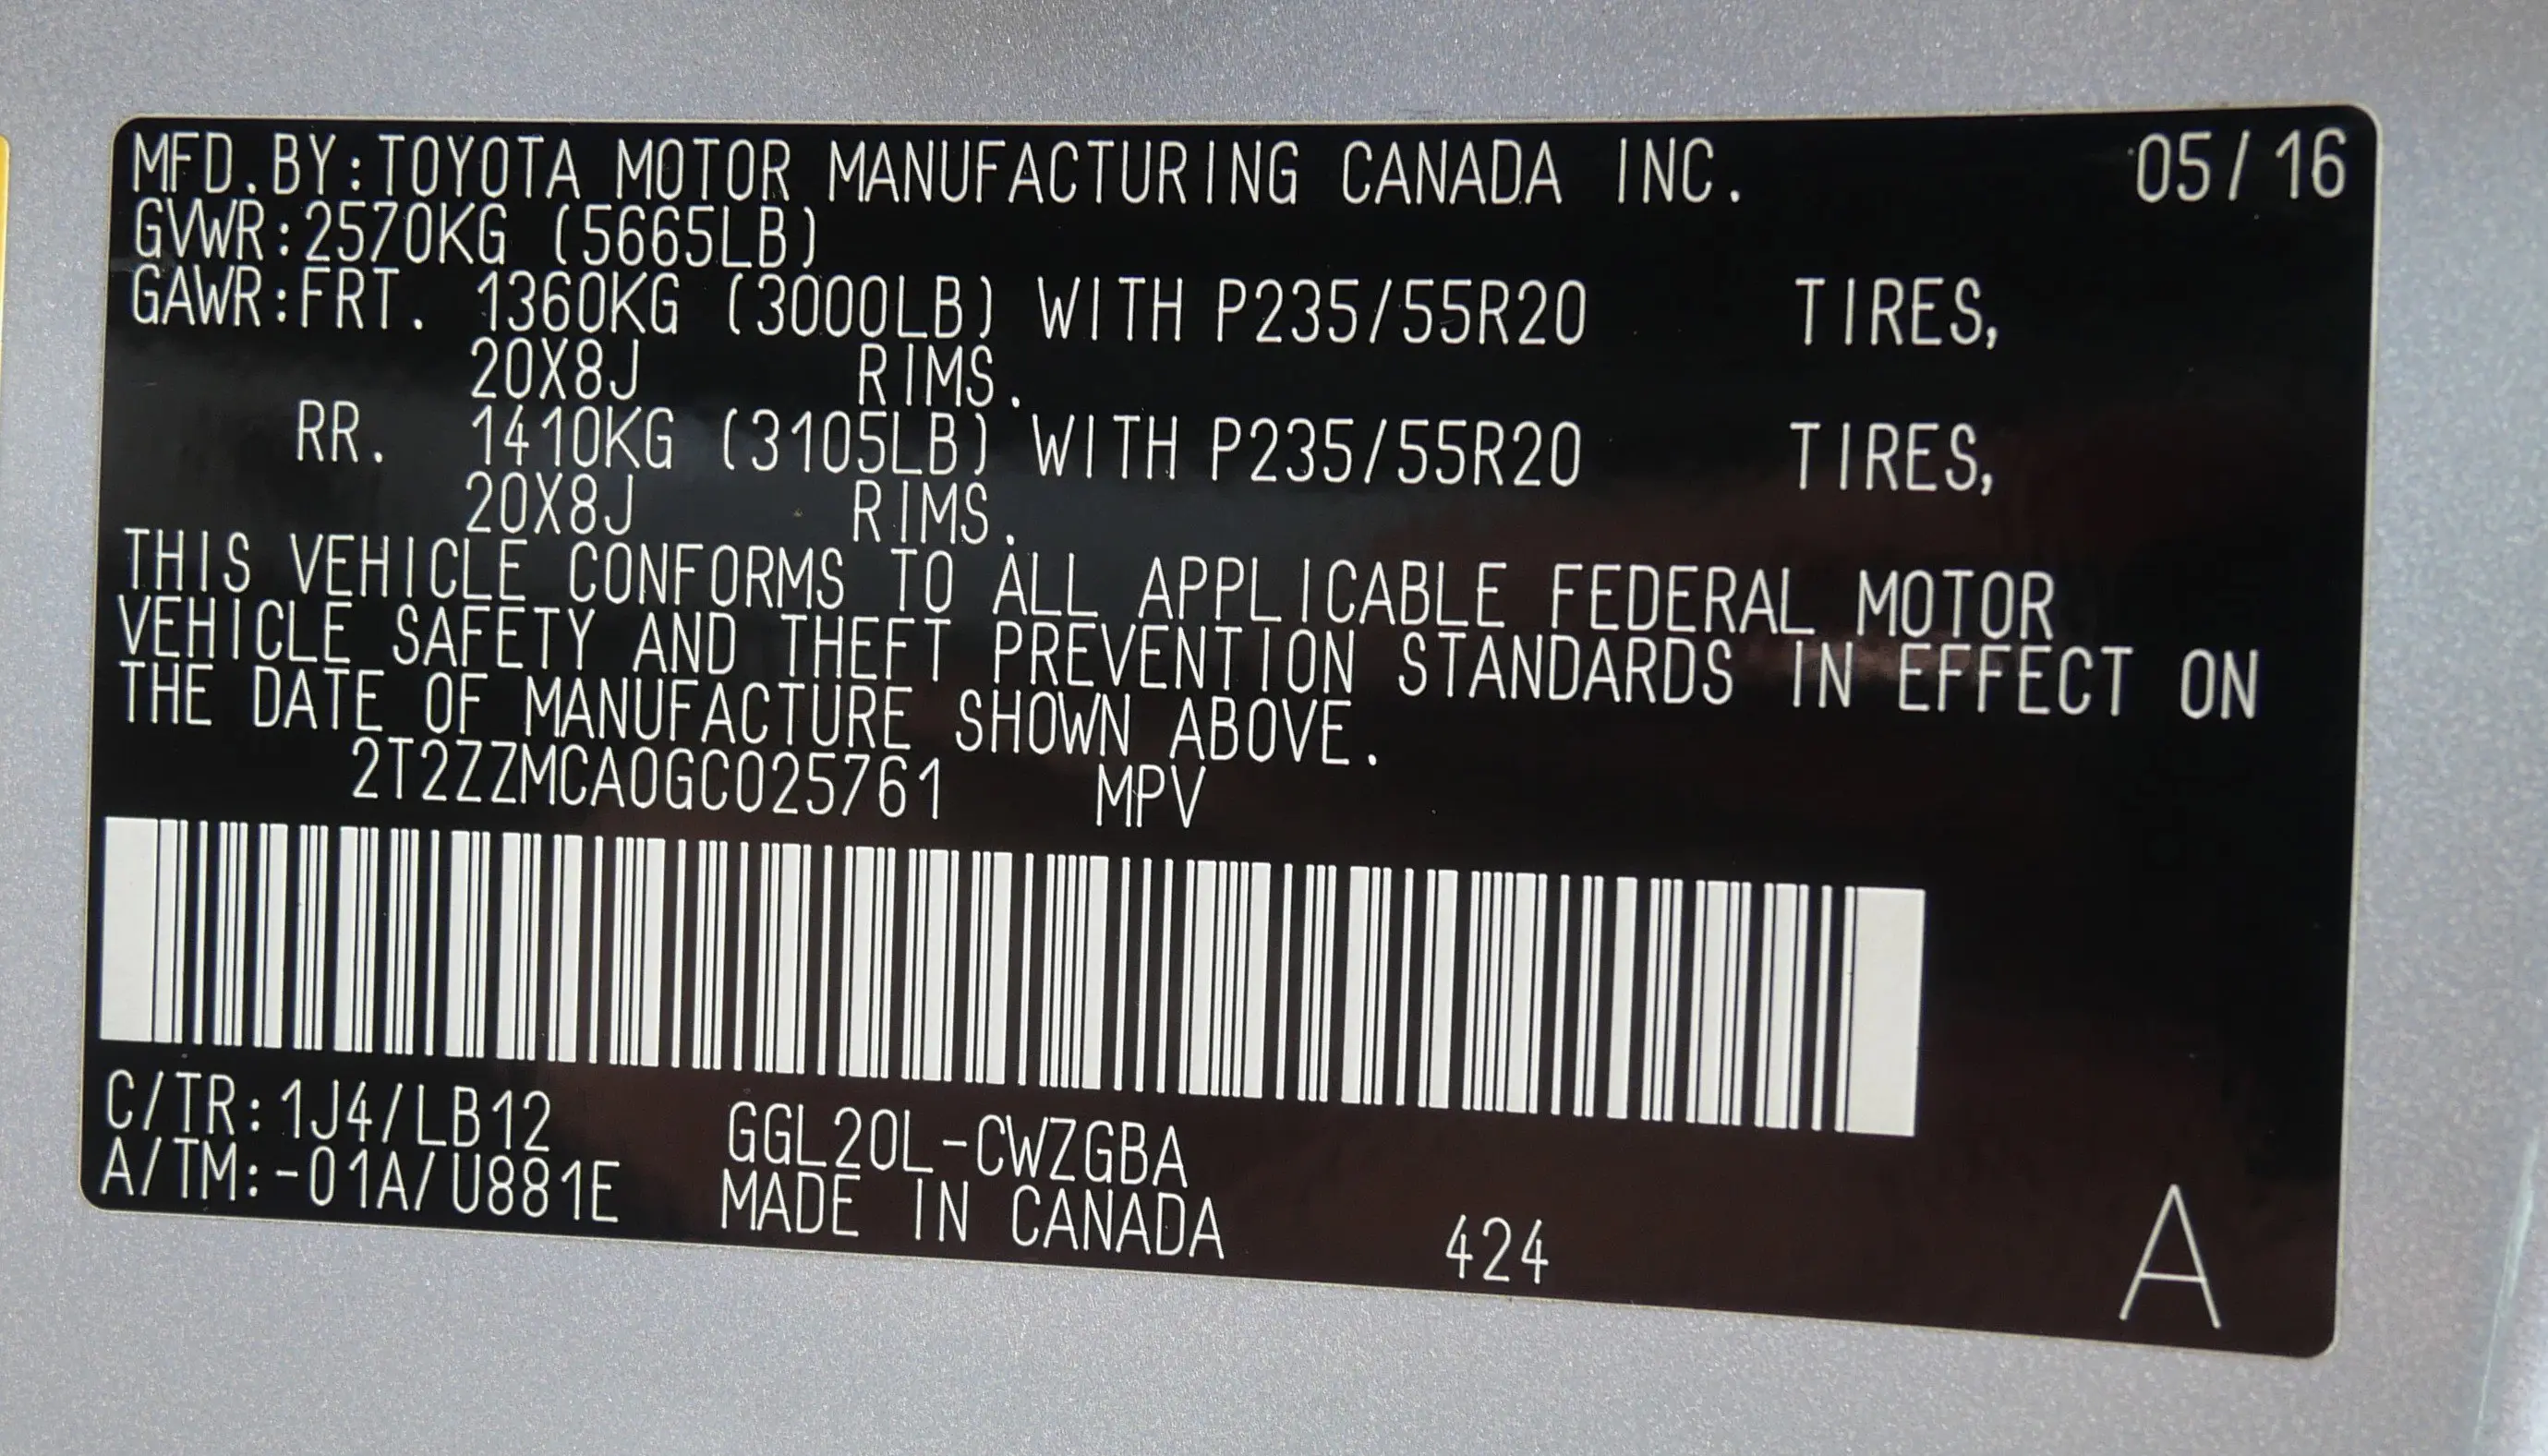 MFD.BY:TOYOTA MOTOR MANUFACTURING CANADA INC. 05/16
GVWR:2570KG (5665LB)
GAWR:FRT. 1360KG (3000LB) WITH P235/55R20 TIRES,
20X8J RIMS.
RR. 1410KG (3105LB) WITH P235/55R20 TIRES,
20X8J RIMS.
THIS VEHICLE CONFORMS TO ALL APPLICABLE FEDERAL MOTOR
VEHICLE SAFETY AND THEFT PREVENTION STANDARDS IN EFFECT ON
THE DATE OF MANUFACTURE SHOWN ABOVE.
2T2ZZMCA0GC025761 MPV
C/TR:1J4/LB12 GGL20L-CWZGBA
A/TM:-01A/U881E MADE IN CANADA 424 A